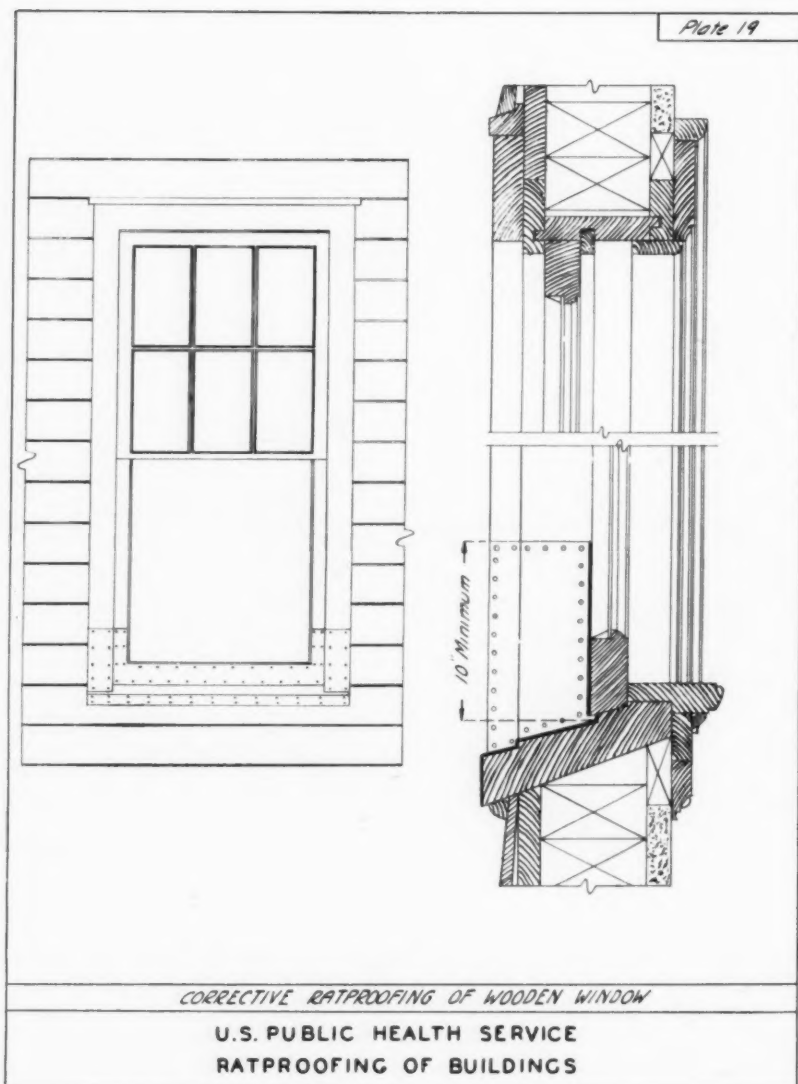 Plate 19
10" Minimum
CORRECTIVE RATPROOFING OF WOODEN WINDOW
U.S. PUBLIC HEALTH SERVICE
RATPROOFING OF BUILDINGS